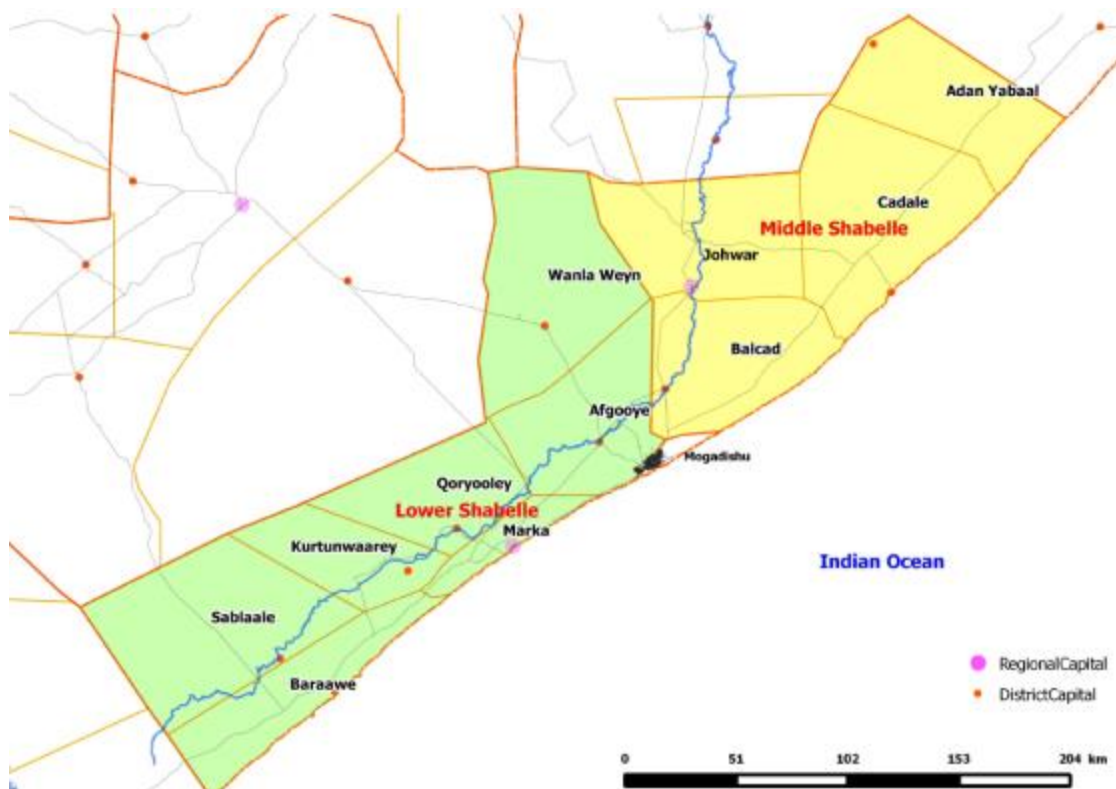 Adan Yabaal
Cadale
Middle Shabelle
Johwar
Wanla Weyn
Balcad
Afgooye
Mogadishu
Qoryooley
Lower Shabelle
Marka
Kurtunwaarey
Indian Ocean
Sablaale
Baraawe
RegionalCapital
DistrictCapital
0 51 102 153 204 km